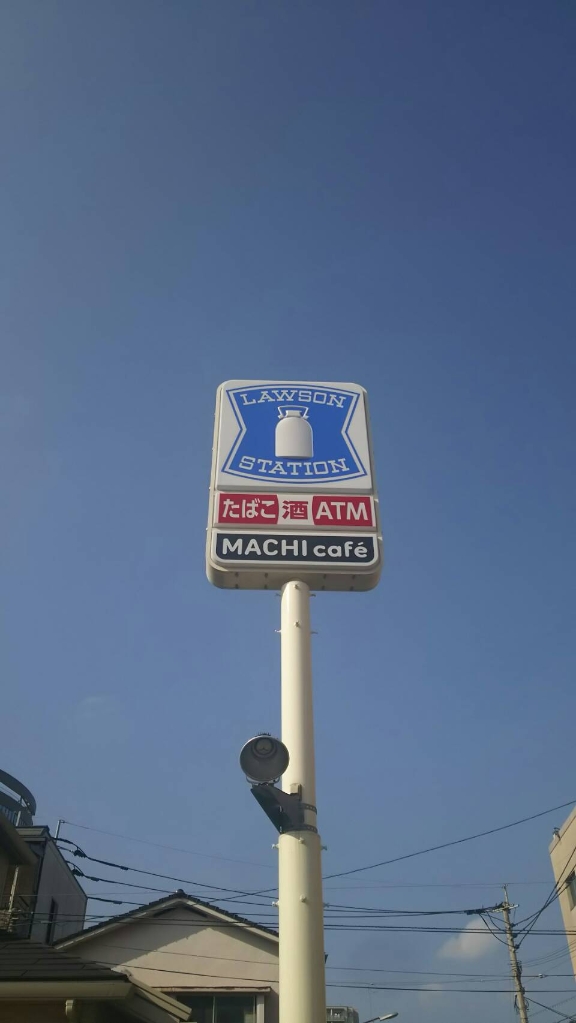 LAWSON
STATION
たばこ 酒 ATM
MACHI café